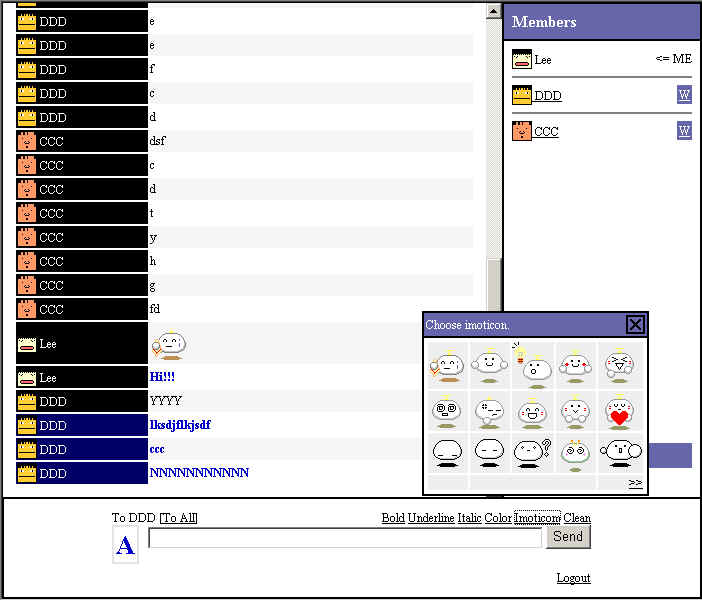 DDD e
DDD e
DDD f
DDD c
DDD d
CCC dsf
CCC c
CCC d
CCC t
CCC y
CCC h
CCC g
CCC fd
Lee
Lee Hi!!!
DDD YYYY
DDD lksdjflkjsdf
DDD ccc
DDD NNNNNNNNNNN
Members
Lee <= ME
DDD W
CCC W
Choose imoticon.
>>
To DDD [To All] Bold Underline Italic Color Imoticon Clean
A Send
Logout